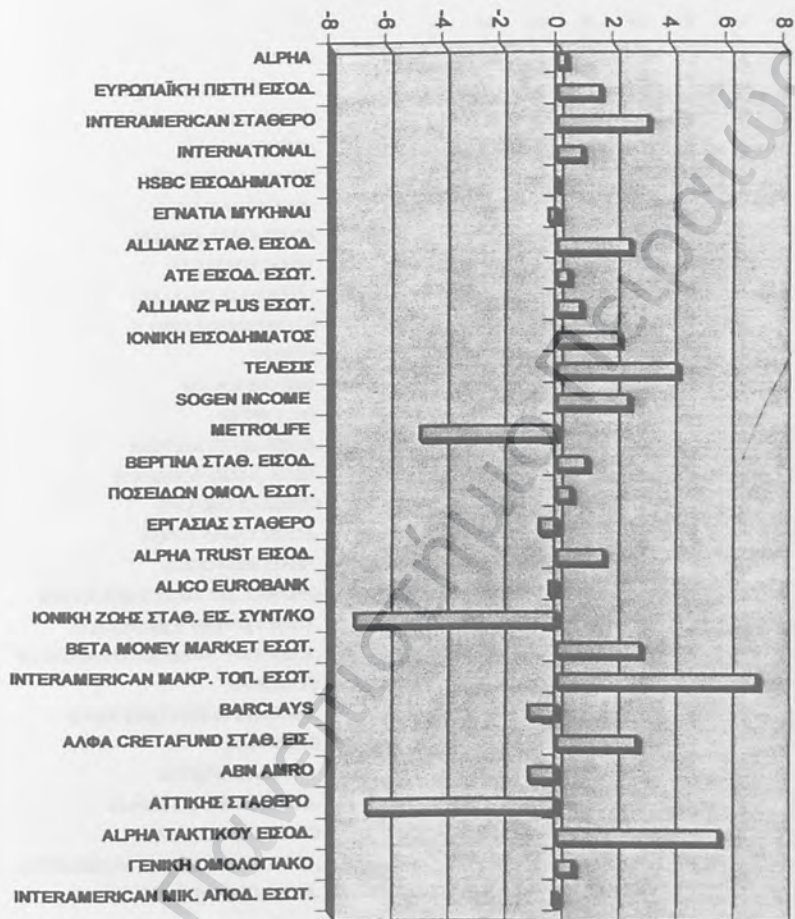 -8 -6 -4 -2 0 2 4 6 8
ALPHA
ΕΥΡΩΠΑΪΚΉ ΠΙΣΤΗ ΕΙΣΟΔ.
INTERAMERICAN ΣΤΑΘΕΡΟ
INTERNATIONAL
HSBC ΕΙΣΟΔΗΜΑΤΟΣ
ΕΓΝΑΤΙΑ ΜΥΚΗΝΑΙ
ALLIANZ ΣΤΑΘ. ΕΙΣΟΔ.
ΑΤΕ ΕΙΣΟΔ. ΕΣΩΤ.
ALLIANZ PLUS ΕΣΩΤ.
ΙΟΝΙΚΗ ΕΙΣΟΔΗΜΑΤΟΣ
ΤΕΛΕΣΙΣ
SOGEN INCOME
METROLIFE
ΒΕΡΓΙΝΑ ΣΤΑΘ. ΕΙΣΟΔ.
ΠΟΣΕΙΔΩΝ ΟΜΟΛ. ΕΣΩΤ.
ΕΡΓΑΣΙΑΣ ΣΤΑΘΕΡΟ
ALPHA TRUST ΕΙΣΟΔ.
ALICO EUROBANK
ΙΟΝΙΚΗ ΖΩΗΣ ΣΤΑΘ. ΕΙΣ. ΣΥΝΤ/ΚΟ
BETA MONEY MARKET ΕΣΩΤ.
INTERAMERICAN ΜΑΚΡ. ΤΟΠ. ΕΣΩΤ.
BARCLAYS
ΑΛΦΑ CRETAFUND ΣΤΑΘ. ΕΙΣ.
ABN AMRO
ΑΤΤΙΚΗΣ ΣΤΑΘΕΡΟ
ALPHA ΤΑΚΤΙΚΟΥ ΕΙΣΟΔ.
ΓΕΝΙΚΗ ΟΜΟΛΟΓΙΑΚΟ
INTERAMERICAN ΜΙΚ. ΑΠΟΔ. ΕΣΩΤ.
Πανεπιστήμιο Πειραιώς